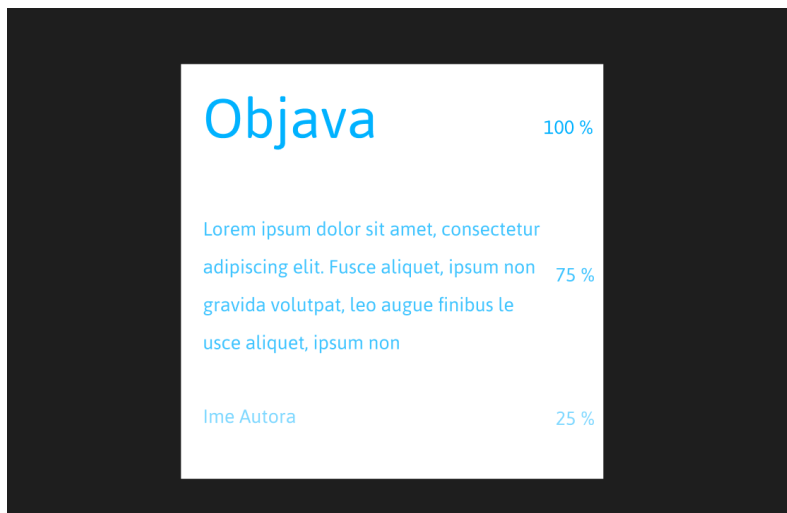 Objava
100 %
Lorem ipsum dolor sit amet, consectetur
adipiscing elit. Fusce aliquet, ipsum non
75 %
gravida volutpat, leo augue finibus le
usce aliquet, ipsum non
Ime Autora
25 %